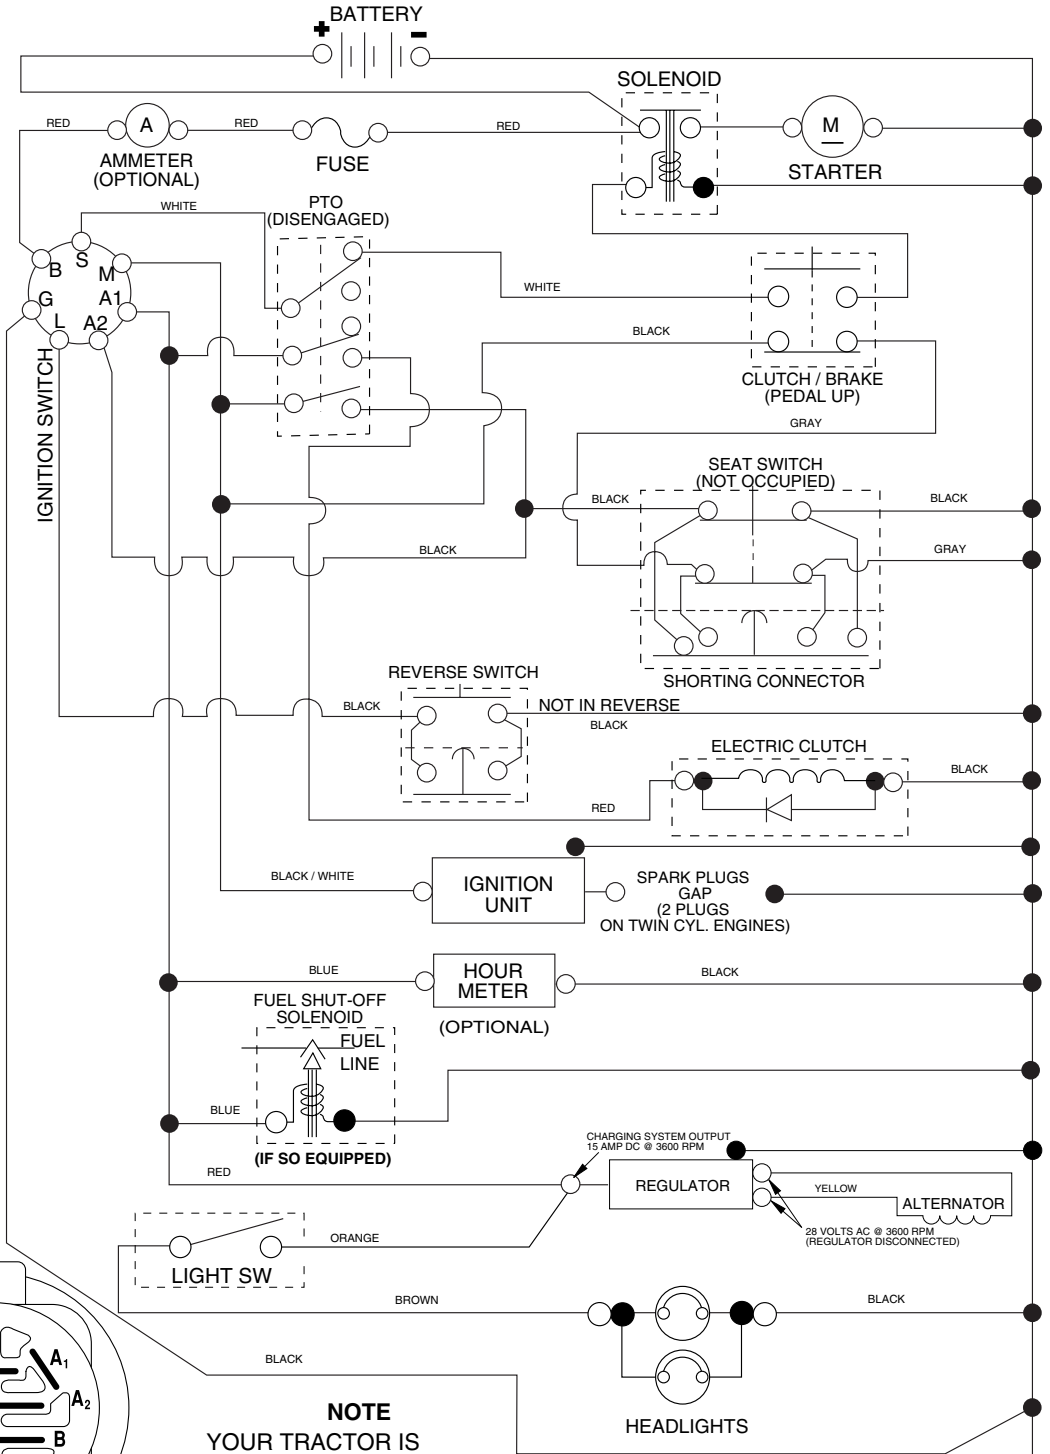 BATTERY
+
-
SOLENOID
RED
A
RED
RED
M
AMMETER
(OPTIONAL)
FUSE
STARTER
WHITE
PTO
(DISENGAGED)
B
S
M
G
A1
L
A2
IGNITION SWITCH
WHITE
BLACK
CLUTCH / BRAKE
(PEDAL UP)
GRAY
SEAT SWITCH
(NOT OCCUPIED)
BLACK
BLACK
BLACK
GRAY
SHORTING CONNECTOR
REVERSE SWITCH
BLACK
NOT IN REVERSE
BLACK
ELECTRIC CLUTCH
BLACK
RED
BLACK / WHITE
IGNITION
UNIT
SPARK PLUGS
GAP
(2 PLUGS
ON TWIN CYL. ENGINES)
BLUE
HOUR
METER
BLACK
(OPTIONAL)
FUEL SHUT-OFF
SOLENOID
FUEL
LINE
BLUE
(IF SO EQUIPPED)
CHARGING SYSTEM OUTPUT
15 AMP DC @ 3600 RPM
RED
REGULATOR
YELLOW
ALTERNATOR
28 VOLTS AC @ 3600 RPM
(REGULATOR DISCONNECTED)
ORANGE
LIGHT SW
BROWN
BLACK
BLACK
HEADLIGHTS
A1
A2
B
NOTE
YOUR TRACTOR IS